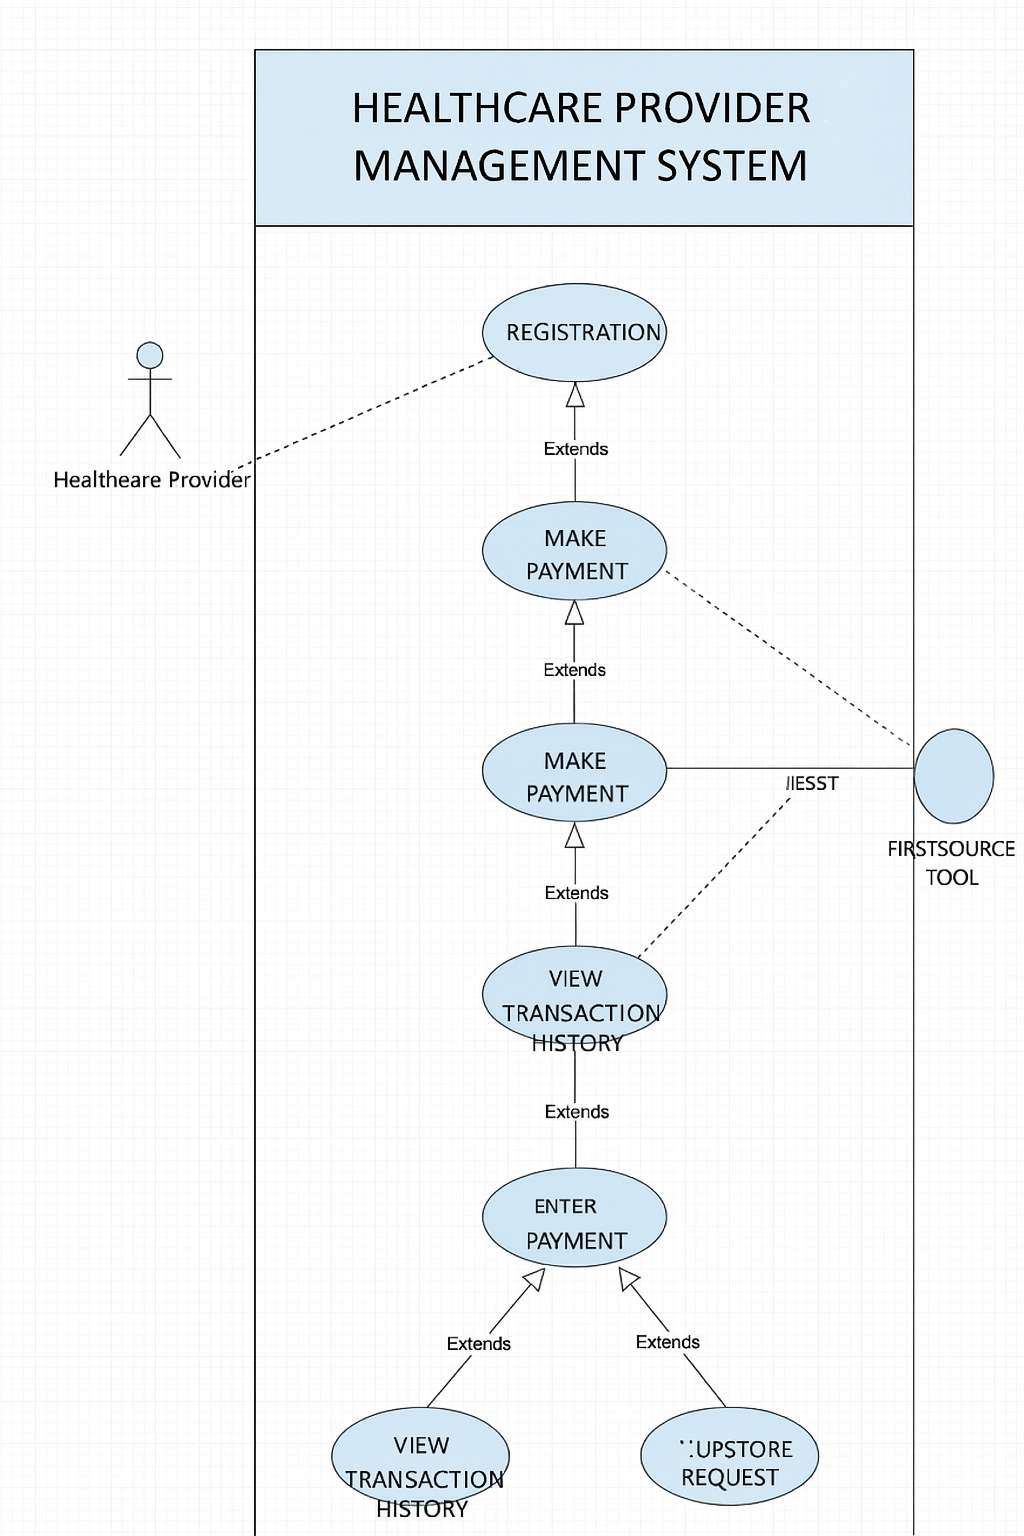 HEALTHCARE PROVIDER
MANAGEMENT SYSTEM
REGISTRATION
Healtheare Provider
Extends
MAKE
PAYMENT
Extends
MAKE
PAYMENT
FIRSTSOURCE
TOOL
Extends
VIEW
TRANSACTION
HISTORY
Extends
ENTER
PAYMENT
Extends
Extends
VIEW
TRANSACTION
HISTORY
UPSTORE
REQUEST